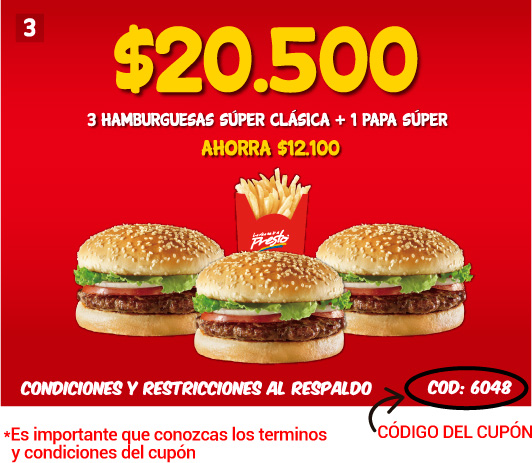 3
$20.500
3 HAMBURGUESAS SÚPER CLÁSICA + 1 PAPA SÚPER
AHORRA $12.100
Presto
CONDICIONES Y RESTRICCIONES AL RESPALDO
COD: 6048
CÓDIGO DEL CUPÓN
*Es importante que conozcas los terminos
y condiciones del cupón